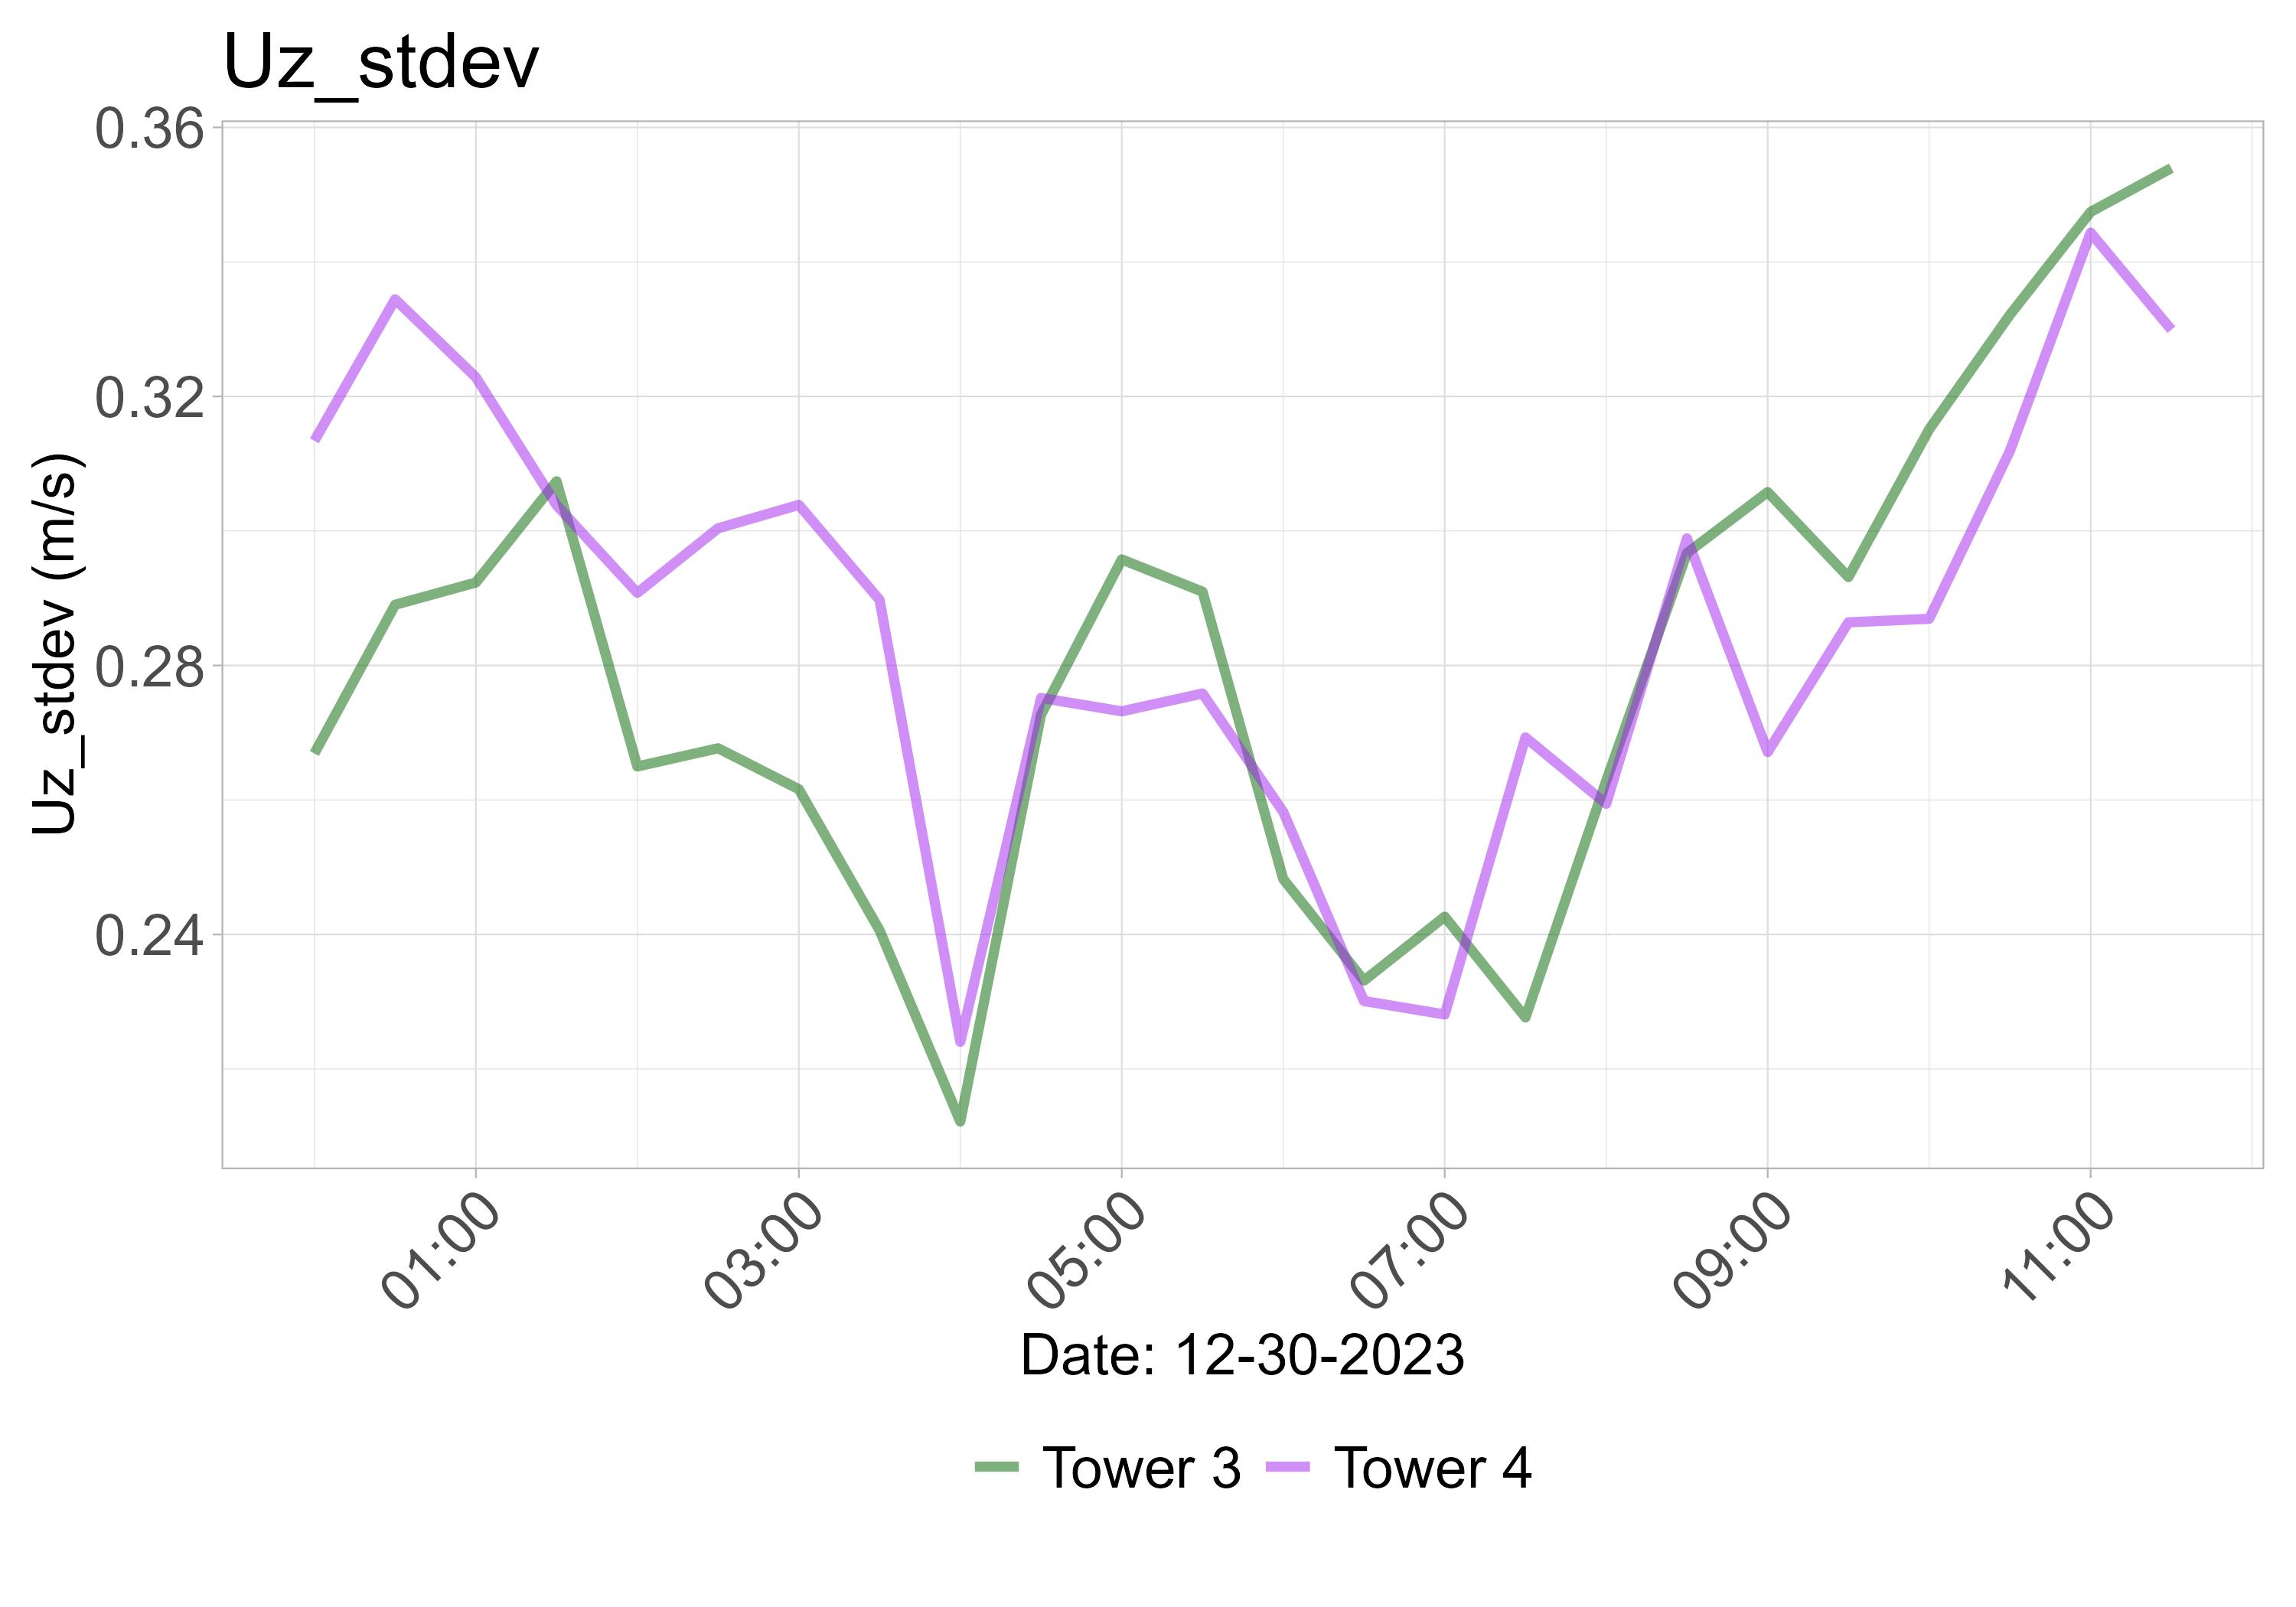 Uz_stdev
Uz_stdev (m/s)
0.36
0.32
0.28
0.24
01:00 03:00 05:00 07:00 09:00 11:00
Date: 12-30-2023
Tower 3 Tower 4